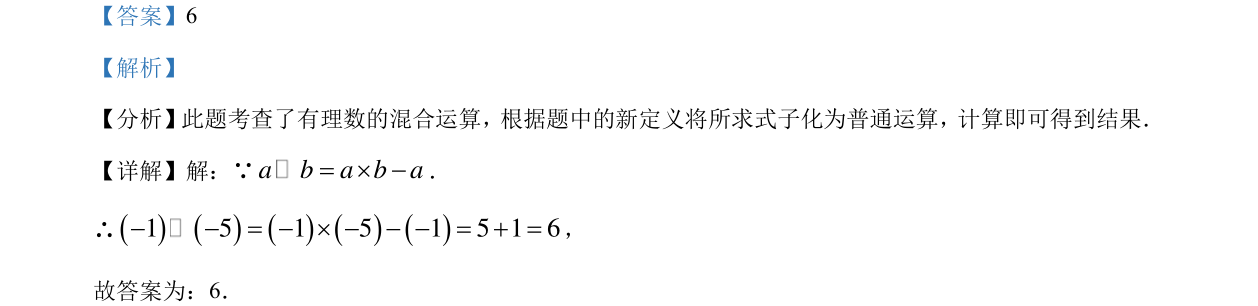 【答案】6
【解析】
【分析】此题考查了有理数的混合运算，根据题中的新定义将所求式子化为普通运算，计算即可得到结果．
【详解】解：∵a□ b=a×b−a．
∴(−1)□ (−5)=(−1)×(−5)−(−1)=5+1=6，
故答案为：6．